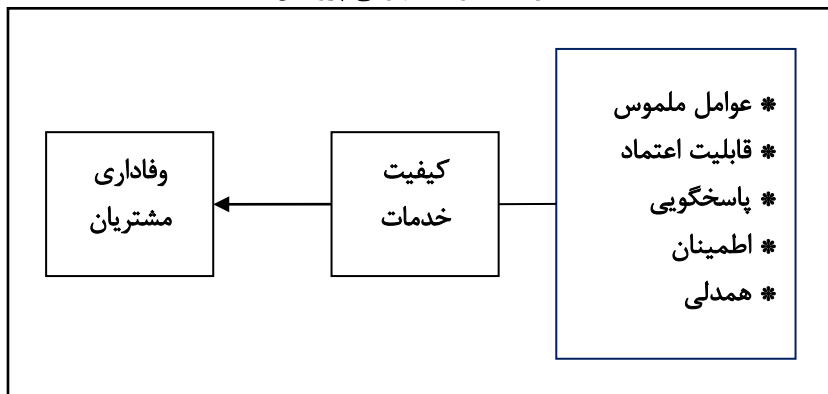 * عوامل ملموس
* قابلیت اعتماد
* پاسخگویی
* اطمینان
* همدلی
کیفیت
خدمات
وفاداری
مشتریان